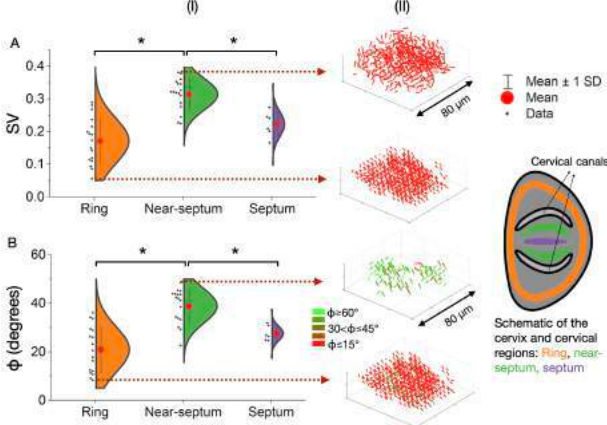 (I)
(II)
A
*
*
SV
0.4
0.3
0.2
0.1
0.0
Ring
Near-septum
Septum
80 μm
Mean ± 1 SD
Mean
Data
Cervical canals
B
*
*
Φ (degrees)
60
40
20
0
Ring
Near-septum
Septum
ϕ≥60°
30<ϕ≤45°
ϕ≤15°
80 μm
Schematic of the
cervix and cervical
regions: Ring, near-
septum, septum